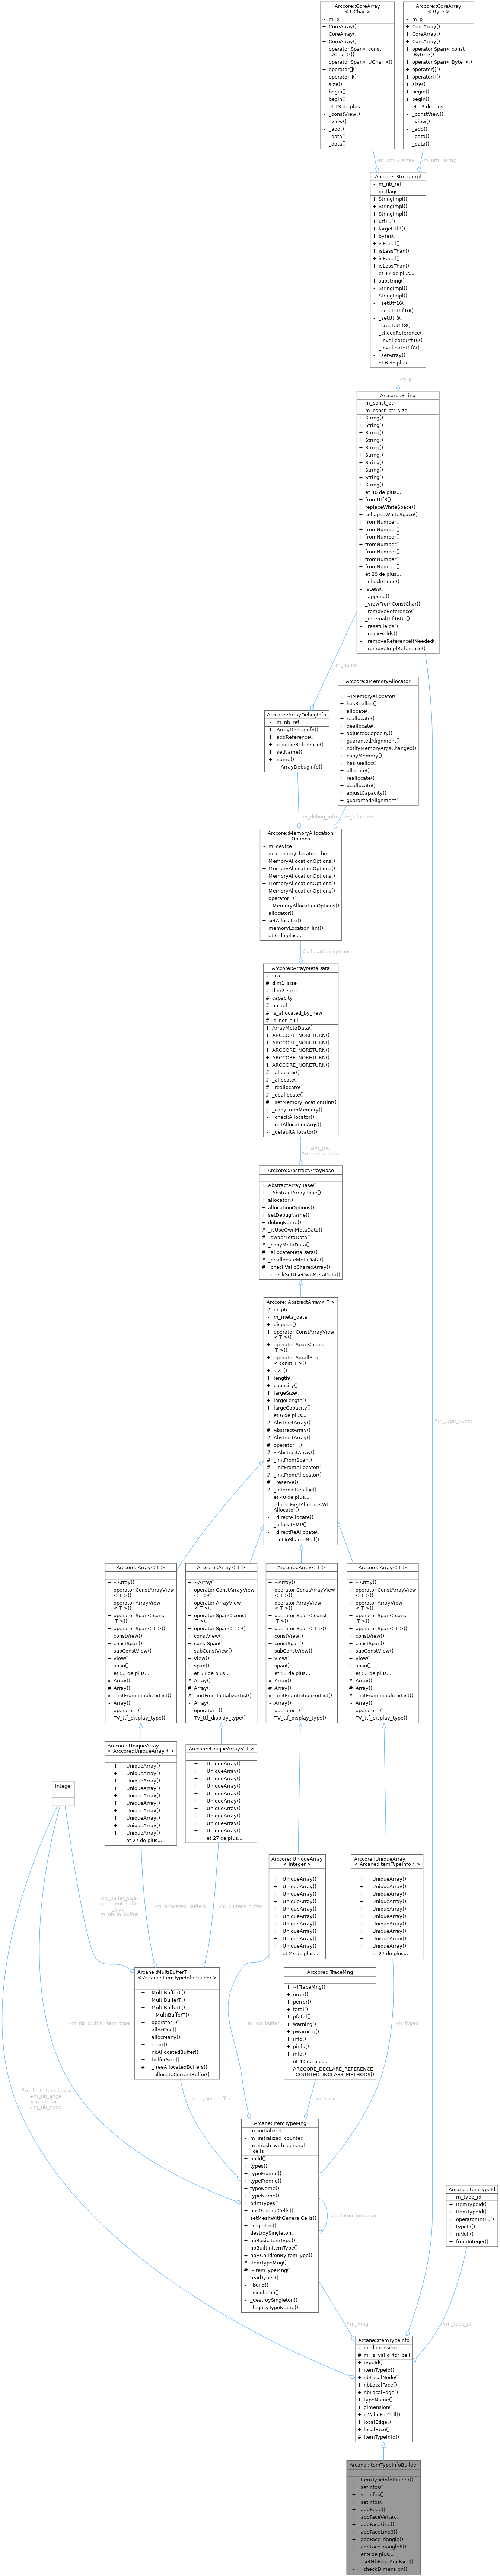 Arccore::CoreArray
< UChar >
- m_p
+ CoreArray()
+ CoreArray()
+ CoreArray()
+ operator Span< const
UChar >()
+ operator Span< UChar >()
+ operator[]()
+ operator[]()
+ size()
+ begin()
+ begin()
et 13 de plus...
- _constView()
- _view()
- _add()
- _data()
- _data()
Arccore::CoreArray
< Byte >
- m_p
+ CoreArray()
+ CoreArray()
+ CoreArray()
+ operator Span< const
Byte >()
+ operator Span< Byte >()
+ operator[]()
+ operator[]()
+ size()
+ begin()
+ begin()
et 13 de plus...
- _constView()
- _view()
- _add()
- _data()
- _data()
-m_utf16_array
-m_utf8_array
Arccore::StringImpl
- m_nb_ref
- m_flags
+ StringImpl()
+ StringImpl()
+ StringImpl()
+ utf16()
+ largeUtf8()
+ bytes()
+ isEqual()
+ isLessThan()
+ isEqual()
+ isLessThan()
et 17 de plus...
+ substring()
- StringImpl()
- StringImpl()
- _setUtf16()
- _createUtf16()
- _setUtf8()
- _createUtf8()
- _checkReference()
- _invalidateUtf16()
- _invalidateUtf8()
- _setArray()
et 6 de plus...
-m_p
Arccore::String
- m_const_ptr
- m_const_ptr_size
+ String()
+ String()
+ String()
+ String()
+ String()
+ String()
+ String()
+ String()
+ String()
+ String()
et 46 de plus...
+ fromUtf8()
+ replaceWhiteSpace()
+ collapseWhiteSpace()
+ fromNumber()
+ fromNumber()
+ fromNumber()
+ fromNumber()
+ fromNumber()
+ fromNumber()
+ fromNumber()
et 20 de plus...
- _checkClone()
- isLess()
- _append()
- _viewFromConstChar()
- _removeReference()
- _internalUtf16BE()
- _resetFields()
- _copyFields()
- _removeReferenceIfNeeded()
- _removeImplReference()
-m_name
Arccore::ArrayDebugInfo
- m_nb_ref
+ ArrayDebugInfo()
+ addReference()
+ removeReference()
+ setName()
+ name()
- ~ArrayDebugInfo()
Arccore::IMemoryAllocator
+ ~IMemoryAllocator()
+ hasRealloc()
+ allocate()
+ reallocate()
+ deallocate()
+ adjustedCapacity()
+ guarantedAlignment()
+ notifyMemoryArgsChanged()
+ copyMemory()
+ hasRealloc()
+ allocate()
+ reallocate()
+ deallocate()
+ adjustCapacity()
+ guarantedAlignment()
-m_debug_info
-m_allocator
Arccore::MemoryAllocation
Options
- m_device
- m_memory_location_hint
+ MemoryAllocationOptions()
+ MemoryAllocationOptions()
+ MemoryAllocationOptions()
+ MemoryAllocationOptions()
+ MemoryAllocationOptions()
+ operator=()
+ ~MemoryAllocationOptions()
+ allocator()
+ setAllocator()
+ memoryLocationHint()
et 6 de plus...
#allocation_options
Arccore::ArrayMetaData
# size
# dim1_size
# dim2_size
# capacity
# nb_ref
# is_allocated_by_new
# is_not_null
+ ArrayMetaData()
+ ARCCORE_NORETURN()
+ ARCCORE_NORETURN()
+ ARCCORE_NORETURN()
+ ARCCORE_NORETURN()
+ ARCCORE_NORETURN()
# _allocator()
# _allocate()
# _reallocate()
# _deallocate()
# _setMemoryLocationHint()
# _copyFromMemory()
- _checkAllocator()
- _getAllocationArgs()
- _defaultAllocator()
#m_md
#m_meta_data
Arccore::AbstractArrayBase
+ AbstractArrayBase()
+ ~AbstractArrayBase()
+ allocator()
+ allocationOptions()
+ setDebugName()
+ debugName()
# _isUseOwnMetaData()
# _swapMetaData()
# _copyMetaData()
# _allocateMetaData()
# _deallocateMetaData()
# _checkValidSharedArray()
- _checkSetUseOwnMetaData()
Arccore::AbstractArray< T >
# m_ptr
- m_meta_data
+ dispose()
+ operator ConstArrayView
< T >()
+ operator Span< const
T >()
+ operator SmallSpan
< const T >()
+ size()
+ length()
+ capacity()
+ largeSize()
+ largeLength()
+ largeCapacity()
et 6 de plus...
# AbstractArray()
# AbstractArray()
# AbstractArray()
# operator=()
# ~AbstractArray()
# _initFromSpan()
# _initFromAllocator()
# _initFromAllocator()
# _reserve()
# _internalRealloc()
et 40 de plus...
- _directFirstAllocateWith
Allocator()
- _directAllocate()
- _allocateMP()
- _directReAllocate()
- _setToSharedNull()
Arccore::Array< T >
+ ~Array()
+ operator ConstArrayView
< T >()
+ operator ArrayView
< T >()
+ operator Span< const
T >()
+ operator Span< T >()
+ constView()
+ constSpan()
+ subConstView()
+ view()
+ span()
et 53 de plus...
# Array()
# Array()
# _initFromInitializerList()
- Array()
- operator=()
- TV_ttf_display_type()
Arccore::Array< T >
+ ~Array()
+ operator ConstArrayView
< T >()
+ operator ArrayView
< T >()
+ operator Span< const
T >()
+ operator Span< T >()
+ constView()
+ constSpan()
+ subConstView()
+ view()
+ span()
et 53 de plus...
# Array()
# Array()
# _initFromInitializerList()
- Array()
- operator=()
- TV_ttf_display_type()
Arccore::Array< T >
+ ~Array()
+ operator ConstArrayView
< T >()
+ operator ArrayView
< T >()
+ operator Span< const
T >()
+ operator Span< T >()
+ constView()
+ constSpan()
+ subConstView()
+ view()
+ span()
et 53 de plus...
# Array()
# Array()
# _initFromInitializerList()
- Array()
- operator=()
- TV_ttf_display_type()
Arccore::Array< T >
+ ~Array()
+ operator ConstArrayView
< T >()
+ operator ArrayView
< T >()
+ operator Span< const
T >()
+ operator Span< T >()
+ constView()
+ constSpan()
+ subConstView()
+ view()
+ span()
et 53 de plus...
# Array()
# Array()
# _initFromInitializerList()
- Array()
- operator=()
- TV_ttf_display_type()
#m_type_name
Arccore::UniqueArray
< Arccore::UniqueArray * >
+ UniqueArray()
+ UniqueArray()
+ UniqueArray()
+ UniqueArray()
+ UniqueArray()
+ UniqueArray()
+ UniqueArray()
+ UniqueArray()
+ UniqueArray()
+ UniqueArray()
et 27 de plus...
Arccore::UniqueArray< T >
+ UniqueArray()
+ UniqueArray()
+ UniqueArray()
+ UniqueArray()
+ UniqueArray()
+ UniqueArray()
+ UniqueArray()
+ UniqueArray()
+ UniqueArray()
+ UniqueArray()
et 27 de plus...
Integer
Arccore::UniqueArray
< Integer >
+ UniqueArray()
+ UniqueArray()
+ UniqueArray()
+ UniqueArray()
+ UniqueArray()
+ UniqueArray()
+ UniqueArray()
+ UniqueArray()
+ UniqueArray()
+ UniqueArray()
et 27 de plus...
Arccore::UniqueArray
< Arcane::ItemTypeInfo * >
+ UniqueArray()
+ UniqueArray()
+ UniqueArray()
+ UniqueArray()
+ UniqueArray()
+ UniqueArray()
+ UniqueArray()
+ UniqueArray()
+ UniqueArray()
+ UniqueArray()
et 27 de plus...
-m_buffer_size
-m_current_buffer
_size
-m_nb_in_buffer
-m_allocated_buffers
-m_current_buffer
Arcane::MultiBufferT
< Arcane::ItemTypeInfoBuilder >
+ MultiBufferT()
+ MultiBufferT()
+ MultiBufferT()
+ ~MultiBufferT()
+ operator=()
+ allocOne()
+ allocMany()
+ clear()
+ nbAllocatedBuffer()
+ bufferSize()
# _freeAllocatedBuffers()
- _allocateCurrentBuffer()
Arccore::ITraceMng
+ ~ITraceMng()
+ error()
+ perror()
+ fatal()
+ pfatal()
+ warning()
+ pwarning()
+ info()
+ pinfo()
+ info()
et 40 de plus...
- ARCCORE_DECLARE_REFERENCE
_COUNTED_INCLASS_METHODS()
-m_nb_builtin_item_type
-m_ids_buffer
-m_types
#m_first_item_index
#m_nb_edge
#m_nb_face
#m_nb_node
-m_types_buffer
-m_trace
Arcane::ItemTypeMng
- m_initialized
- m_initialized_counter
- m_mesh_with_general
_cells
+ build()
+ types()
+ typeFromId()
+ typeFromId()
+ typeName()
+ typeName()
+ printTypes()
+ hasGeneralCells()
+ setMeshWithGeneralCells()
+ singleton()
+ destroySingleton()
+ nbBasicItemType()
+ nbBuiltInItemType()
+ nbHChildrenByItemType()
# ItemTypeMng()
# ~ItemTypeMng()
- readTypes()
- _build()
- _singleton()
- _destroySingleton()
- _legacyTypeName()
-singleton_instance
Arcane::ItemTypeId
- m_type_id
+ ItemTypeId()
+ ItemTypeId()
+ operator Int16()
+ typeId()
+ isNull()
+ fromInteger()
#m_mng
#m_type_id
Arcane::ItemTypeInfo
# m_dimension
# m_is_valid_for_cell
+ typeId()
+ itemTypeId()
+ nbLocalNode()
+ nbLocalFace()
+ nbLocalEdge()
+ typeName()
+ dimension()
+ isValidForCell()
+ localEdge()
+ localFace()
# ItemTypeInfo()
Arcane::ItemTypeInfoBuilder
+ ItemTypeInfoBuilder()
+ setInfos()
+ setInfos()
+ setInfos()
+ addEdge()
+ addFaceVertex()
+ addFaceLine()
+ addFaceLine3()
+ addFaceTriangle()
+ addFaceTriangle6()
et 9 de plus...
- _setNbEdgeAndFace()
- _checkDimension()